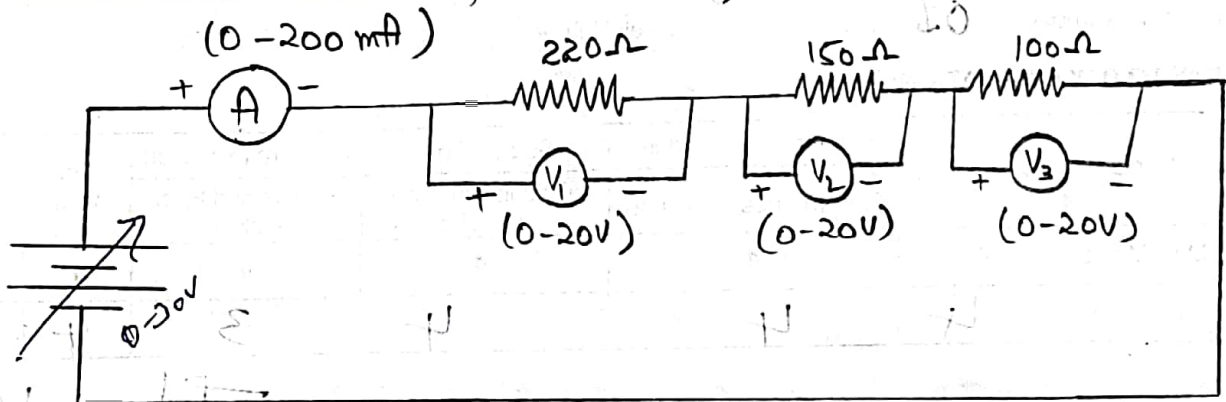 (0-200 mA)
220Ω
150Ω
100Ω
+ A -
+ V₁ -
+ V₂ -
+ V₃ -
(0-20V)
(0-20V)
(0-20V)
0-30V